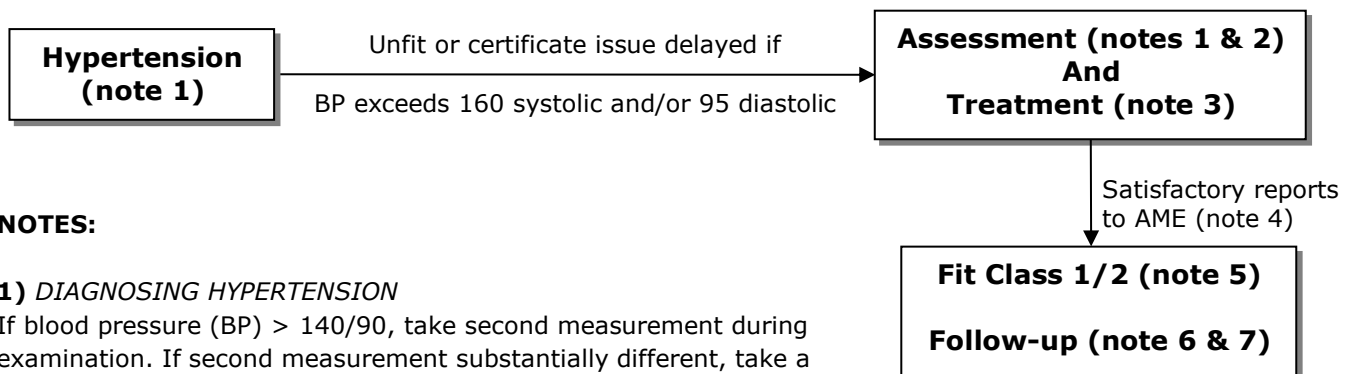 Hypertension
(note 1)
Unfit or certificate issue delayed if
BP exceeds 160 systolic and/or 95 diastolic
Assessment (notes 1 & 2)
And
Treatment (note 3)
Satisfactory reports
to AME (note 4)
Fit Class 1/2 (note 5)
Follow-up (note 6 & 7)
NOTES:
1) DIAGNOSING HYPERTENSION
If blood pressure (BP) > 140/90, take second measurement during
examination. If second measurement substantially different, take a